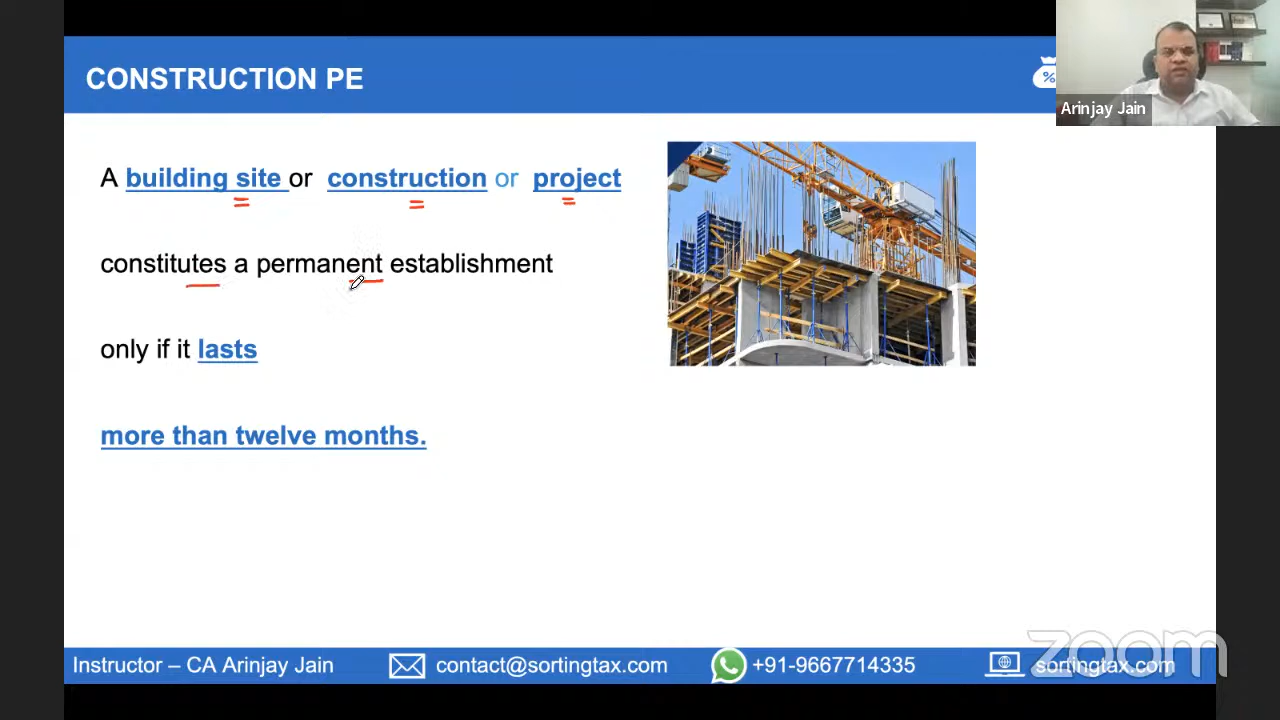 CONSTRUCTION PE
%
Arinjay Jain
A building site or construction or project
constitutes a permanent establishment
only if it lasts
more than twelve months.
Instructor – CA Arinjay Jain contact@sortingtax.com +91-9667714335 sortingtax.com
zoom